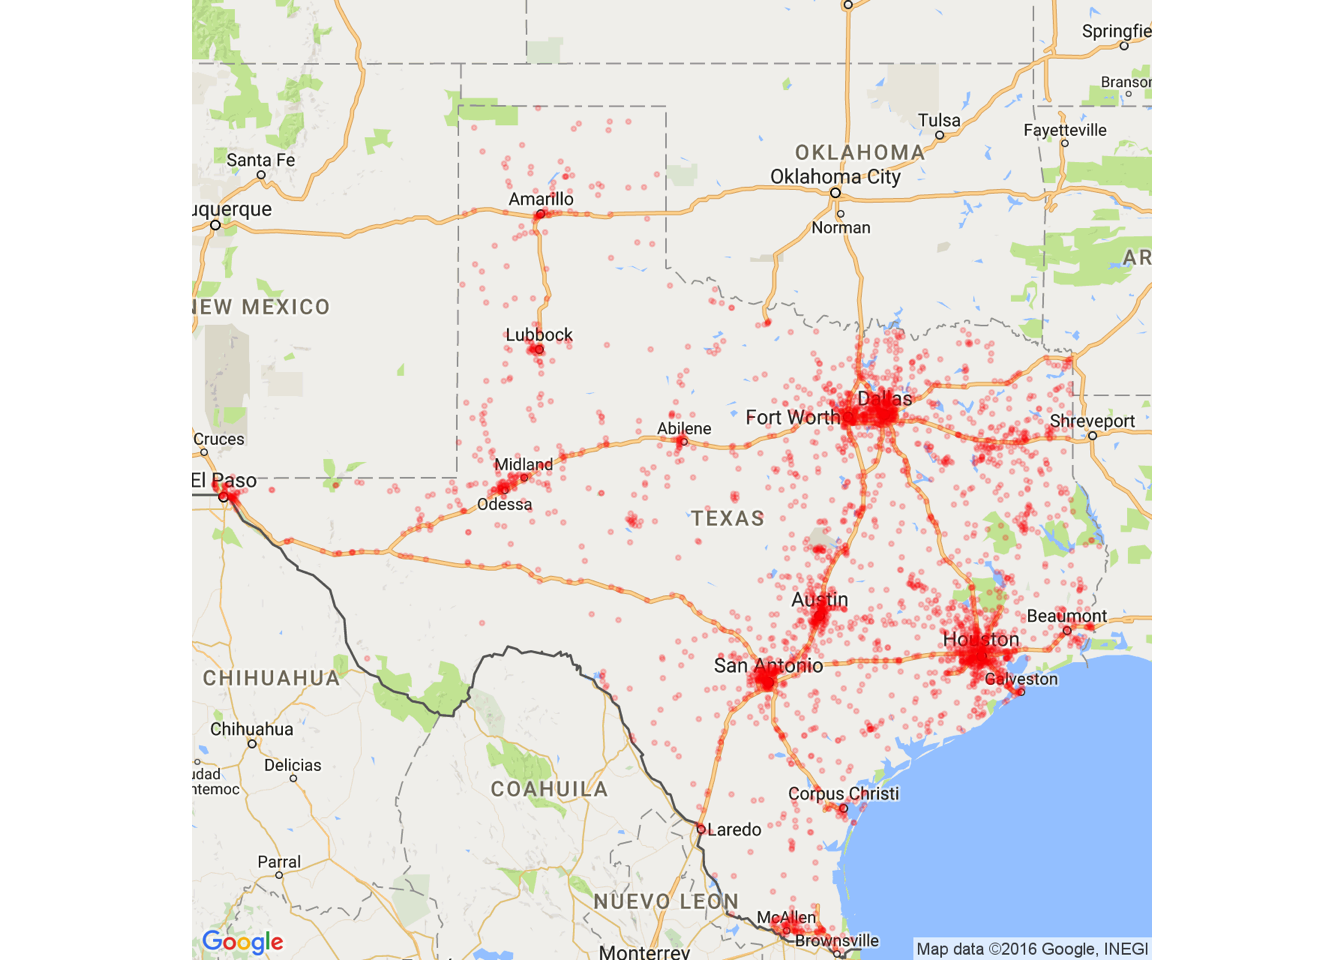 Springfie
Branson
Tulsa
Fayetteville
OKLAHOMA
Santa Fe
Oklahoma City
Amarillo
uquerque
Norman
AR
NEW MEXICO
Lubbock
Dallas
Fort Worth
Shreveport
Abilene
Cruces
Midland
El Paso
Odessa
TEXAS
Austin
Beaumont
Houston
San Antonio
CHIHUAHUA
Galveston
Chihuahua
Delicias
udad
ntemoc
COAHUILA
Corpus Christi
Laredo
Parral
NUEVO LEON
McAllen
Brownsville
Google
Monterrey
Map data ©2016 Google, INEGI